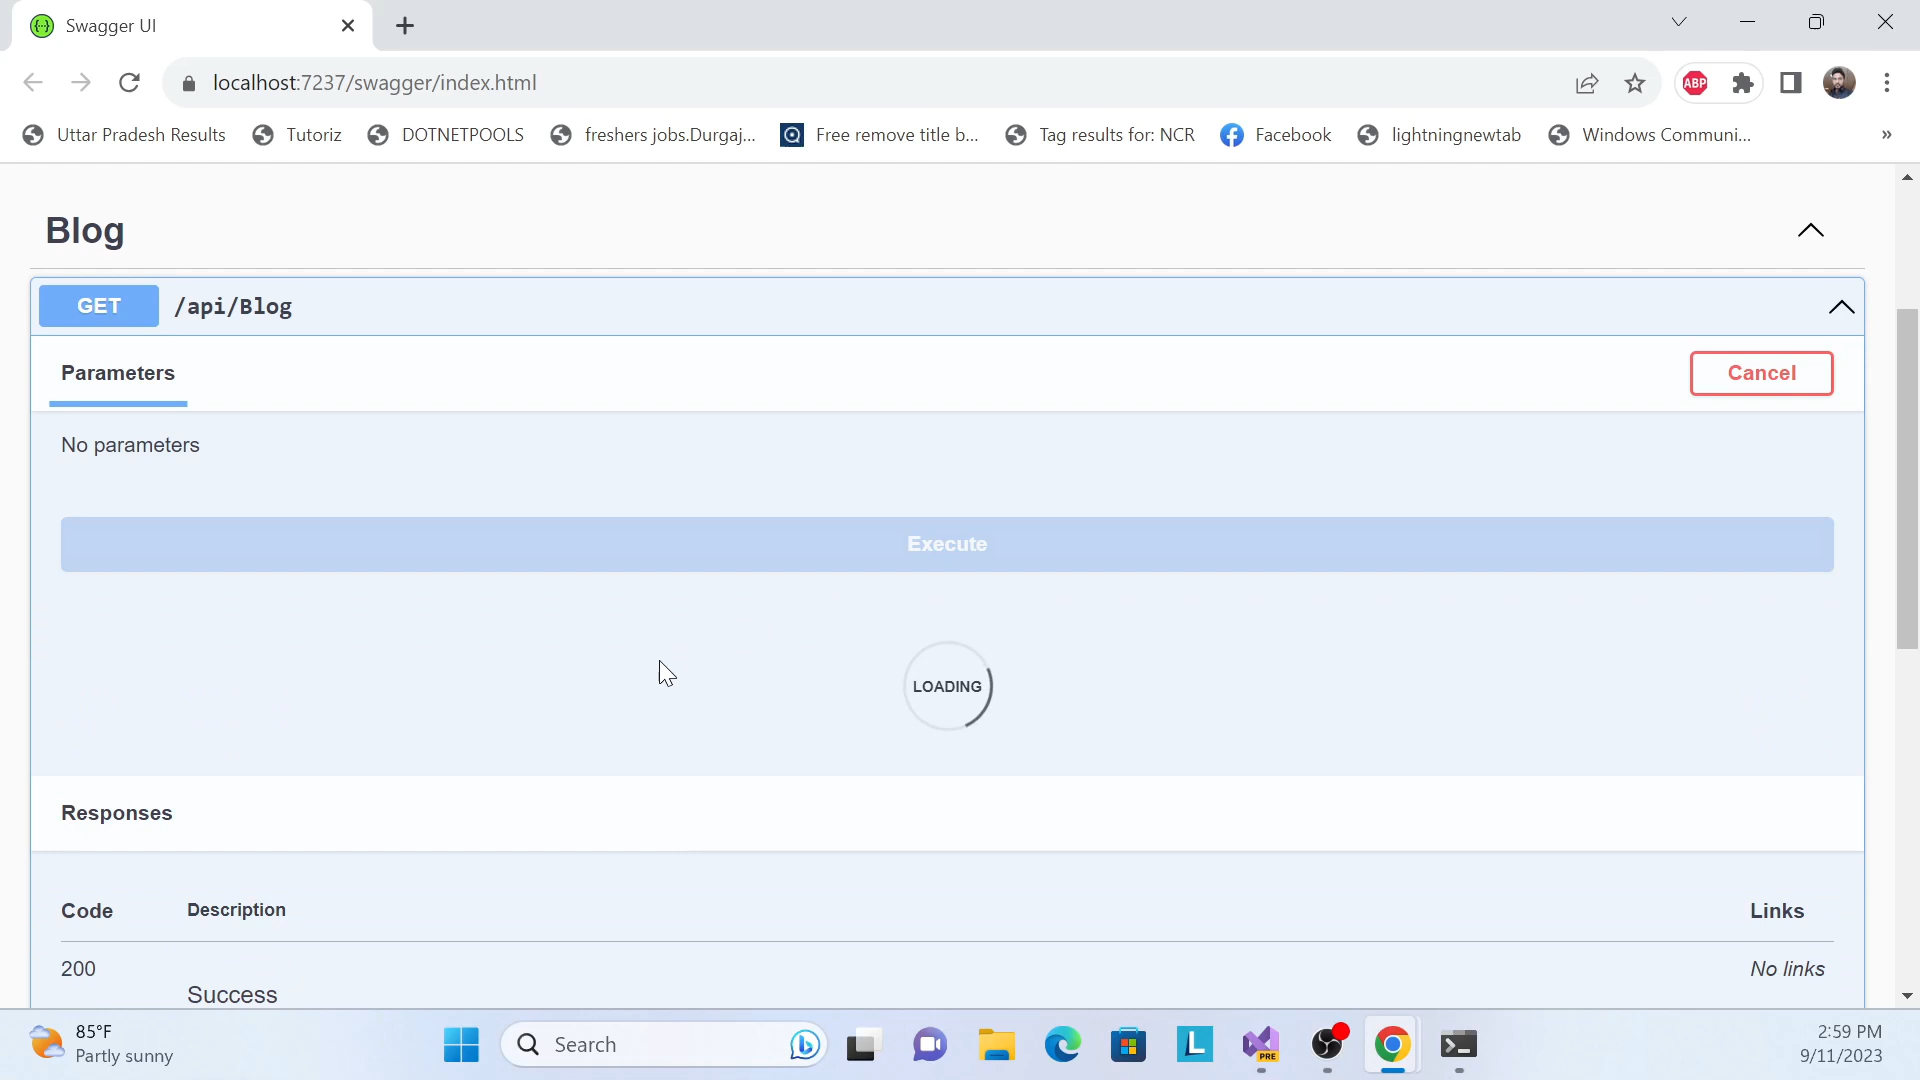 Swagger UI
localhost:7237/swagger/index.html
ABP
Uttar Pradesh Results Tutoriz DOTNETPOOLS freshers jobs.Durgaj... Free remove title b... Tag results for: NCR Facebook lightningnewtab Windows Communi... »
Blog
GET /api/Blog
Parameters Cancel
No parameters
Execute
LOADING
Responses
Code Description Links
200 No links
Success
85°F
Partly sunny
Search
L
PRE
2:59 PM
9/11/2023